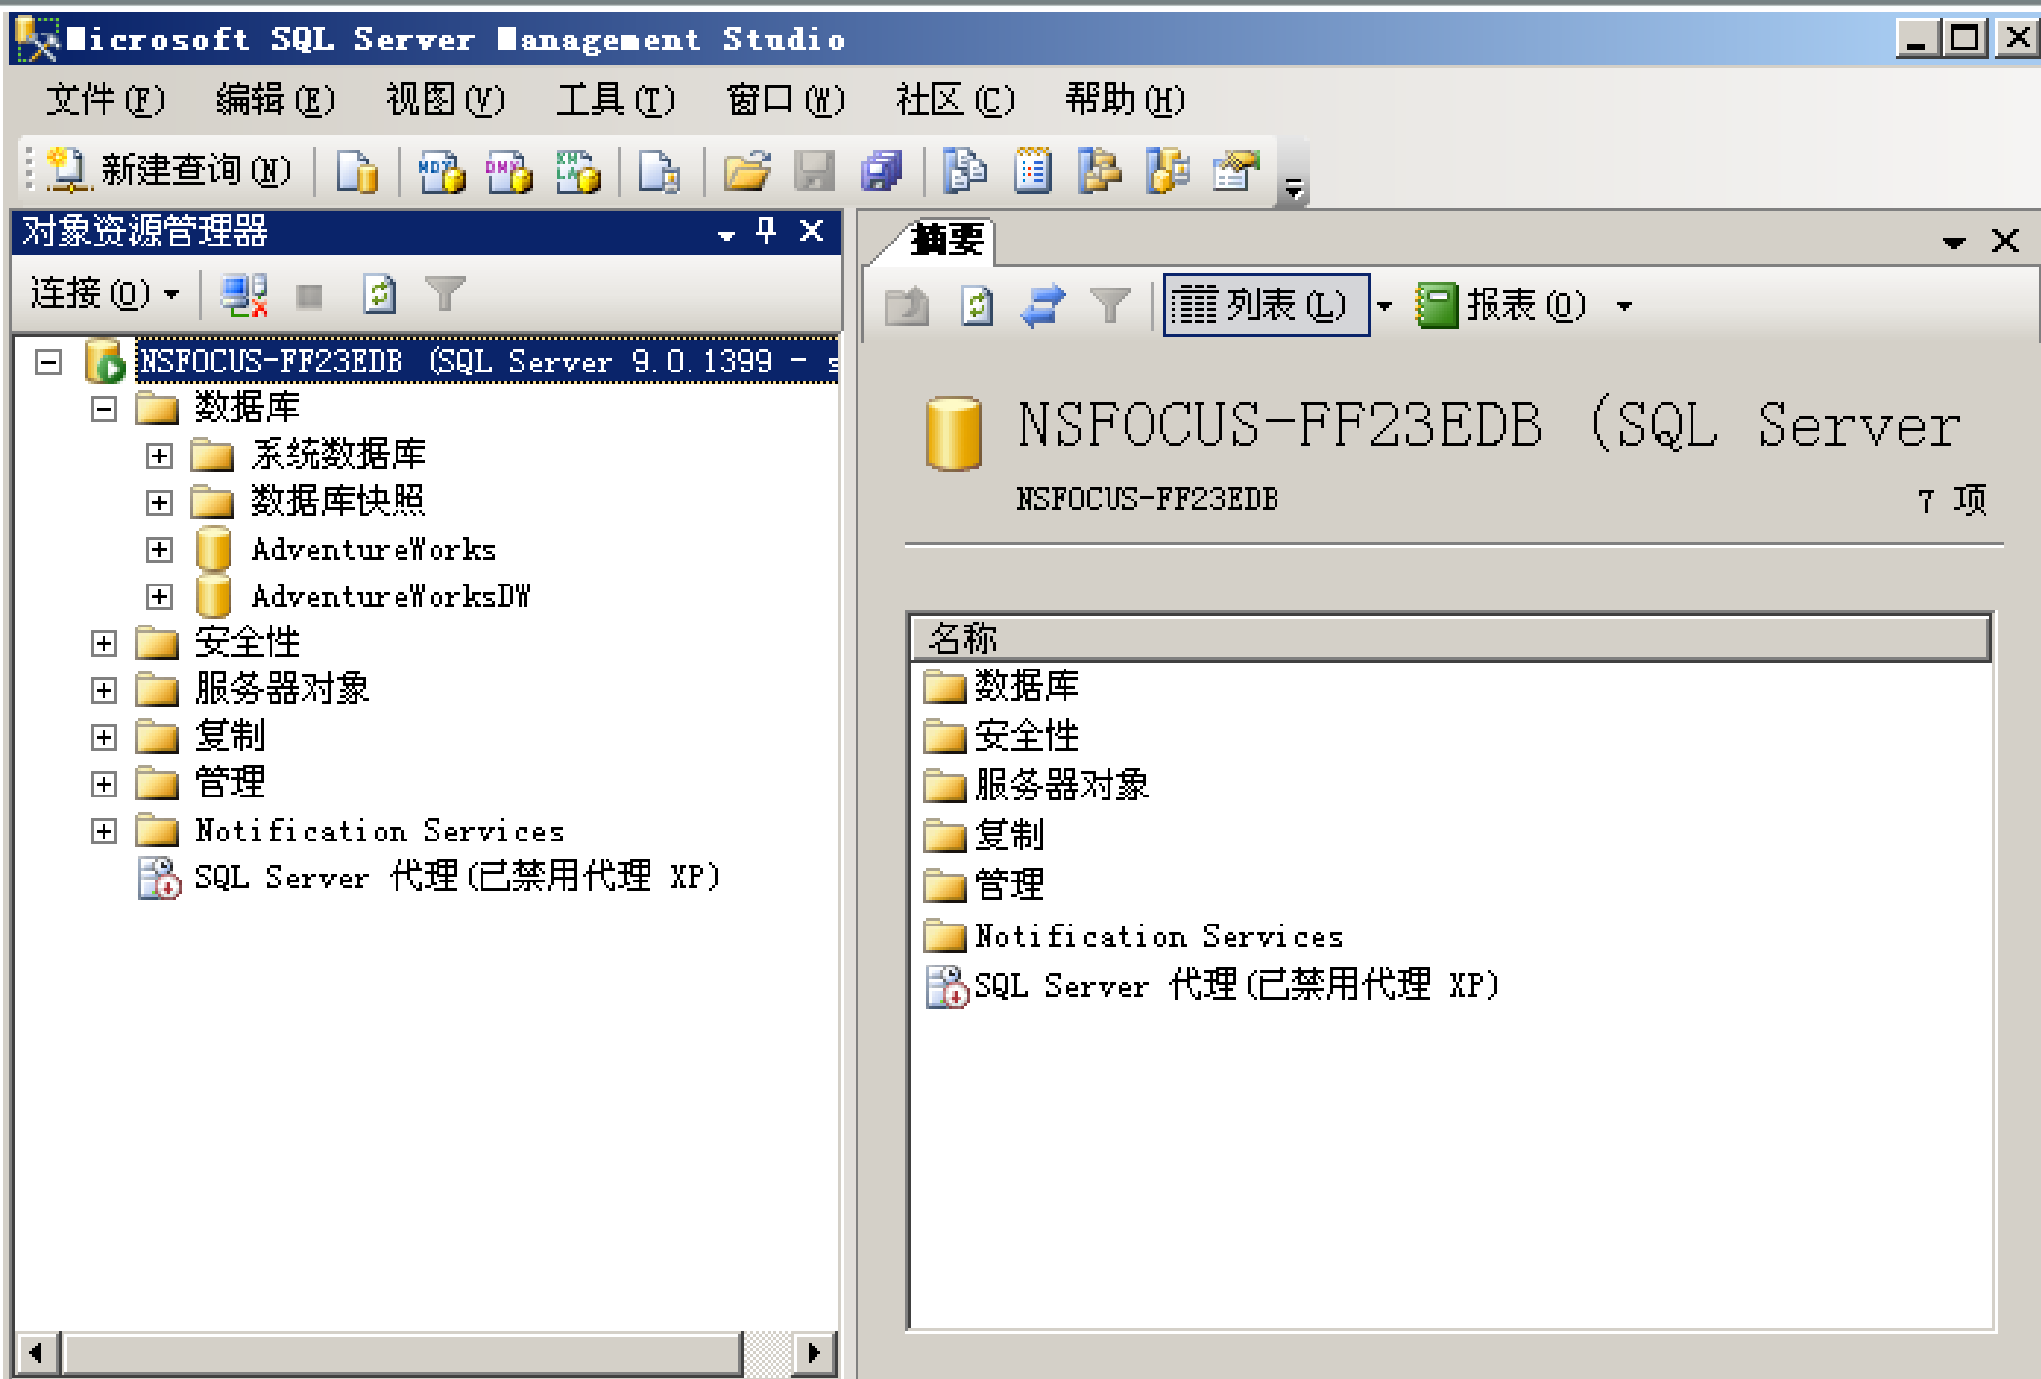 Microsoft SQL Server Management Studio
文件(F) 编辑(E) 视图(V) 工具(T) 窗口(W) 社区(C) 帮助(H)
新建查询(N)
对象资源管理器
连接(O)
NSFOCUS-FF23EDB (SQL Server 9.0.1399 - s
数据库
系统数据库
数据库快照
AdventureWorks
AdventureWorksDW
安全性
服务器对象
复制
管理
Notification Services
SQL Server 代理(已禁用代理 XP)
摘要
列表(L) 报表(O)
NSFOCUS-FF23EDB (SQL Server
NSFOCUS-FF23EDB 7 项
名称
数据库
安全性
服务器对象
复制
管理
Notification Services
SQL Server 代理(已禁用代理 XP)